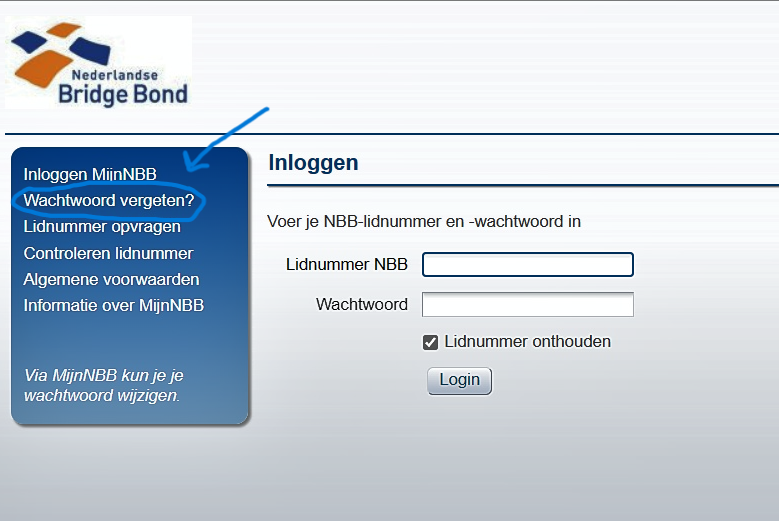 Nederlandse
Bridge Bond
Inloggen MijnNBB
Wachtwoord vergeten?
Lidnummer opvragen
Controleren lidnummer
Algemene voorwaarden
Informatie over MijnNBB
Via MijnNBB kun je je
wachtwoord wijzigen.
Inloggen
Voer je NBB-lidnummer en -wachtwoord in
Lidnummer NBB
Wachtwoord
Lidnummer onthouden
Login